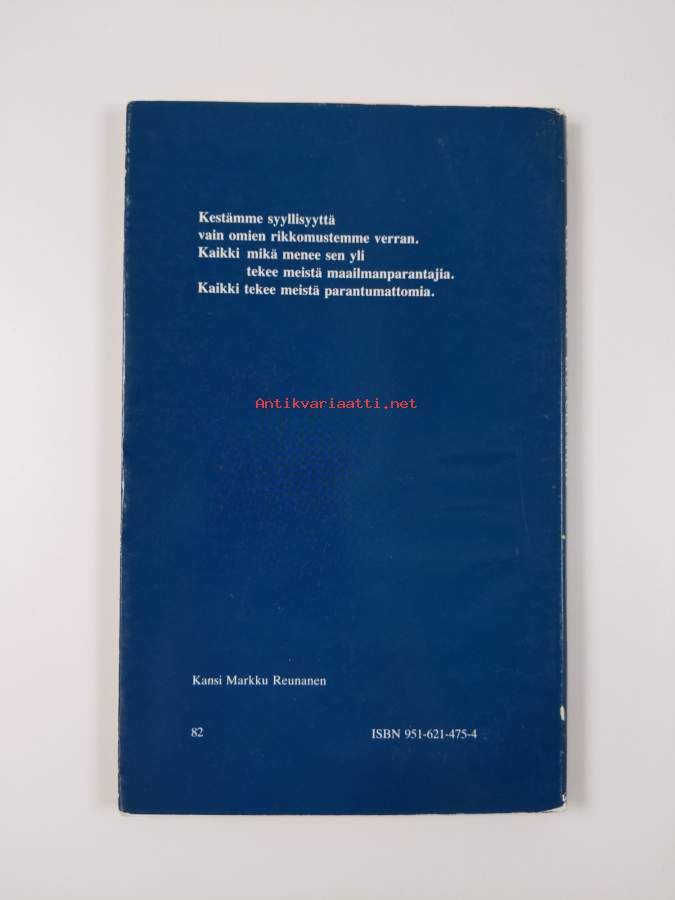 Kestämme syyllisyyttä
vain omien rikkomustemme verran.
Kaikki mikä menee sen yli
tekee meistä maailmanparantajia.
Kaikki tekee meistä parantumattomia.
Antikvariaatti.net
Kansi Markku Reunanen
82 ISBN 951-621-475-4